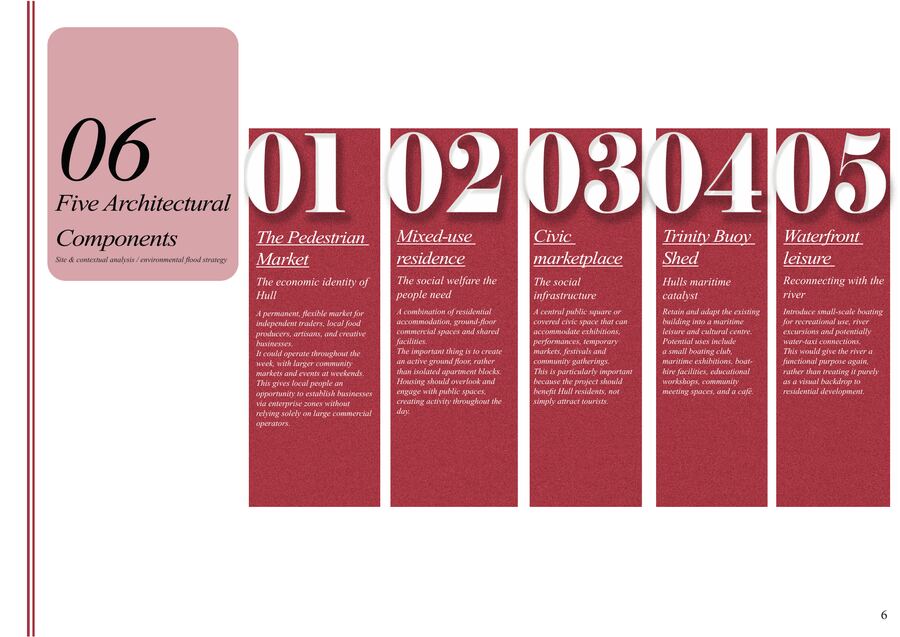 06
Five Architectural
Components
Site & contextual analysis / environmental flood strategy
01
The Pedestrian
Market
The economic identity of
Hull
A permanent, flexible market for
independent traders, local food
producers, artisans, and creative
businesses.
It could operate throughout the
week, with larger community
markets and events at weekends.
This gives local people an
opportunity to establish businesses
via enterprise zones without
relying solely on large commercial
operators.
02
Mixed-use
residence
The social welfare the
people need
A combination of residential
accommodation, ground-floor
commercial spaces and shared
facilities.
The important thing is to create
an active ground floor, rather
than isolated apartment blocks.
Housing should overlook and
engage with public spaces,
creating activity throughout the
day.
03
Civic
marketplace
The social
infrastructure
A central public square or
covered civic space that can
accommodate exhibitions,
performances, temporary
markets, festivals and
community gatherings.
This is particularly important
because the project should
benefit Hull residents, not
simply attract tourists.
04
Trinity Buoy
Shed
Hulls maritime
catalyst
Retain and adapt the existing
building into a maritime
leisure and cultural centre.
Potential uses include
a small boating club,
maritime exhibitions, boat-
hire facilities, educational
workshops, community
meeting spaces, and a café.
05
Waterfront
leisure
Reconnecting with the
river
Introduce small-scale boating
for recreational use, river
excursions and potentially
water-taxi connections.
This would give the river a
functional purpose again,
rather than treating it purely
as a visual backdrop to
residential development.
6